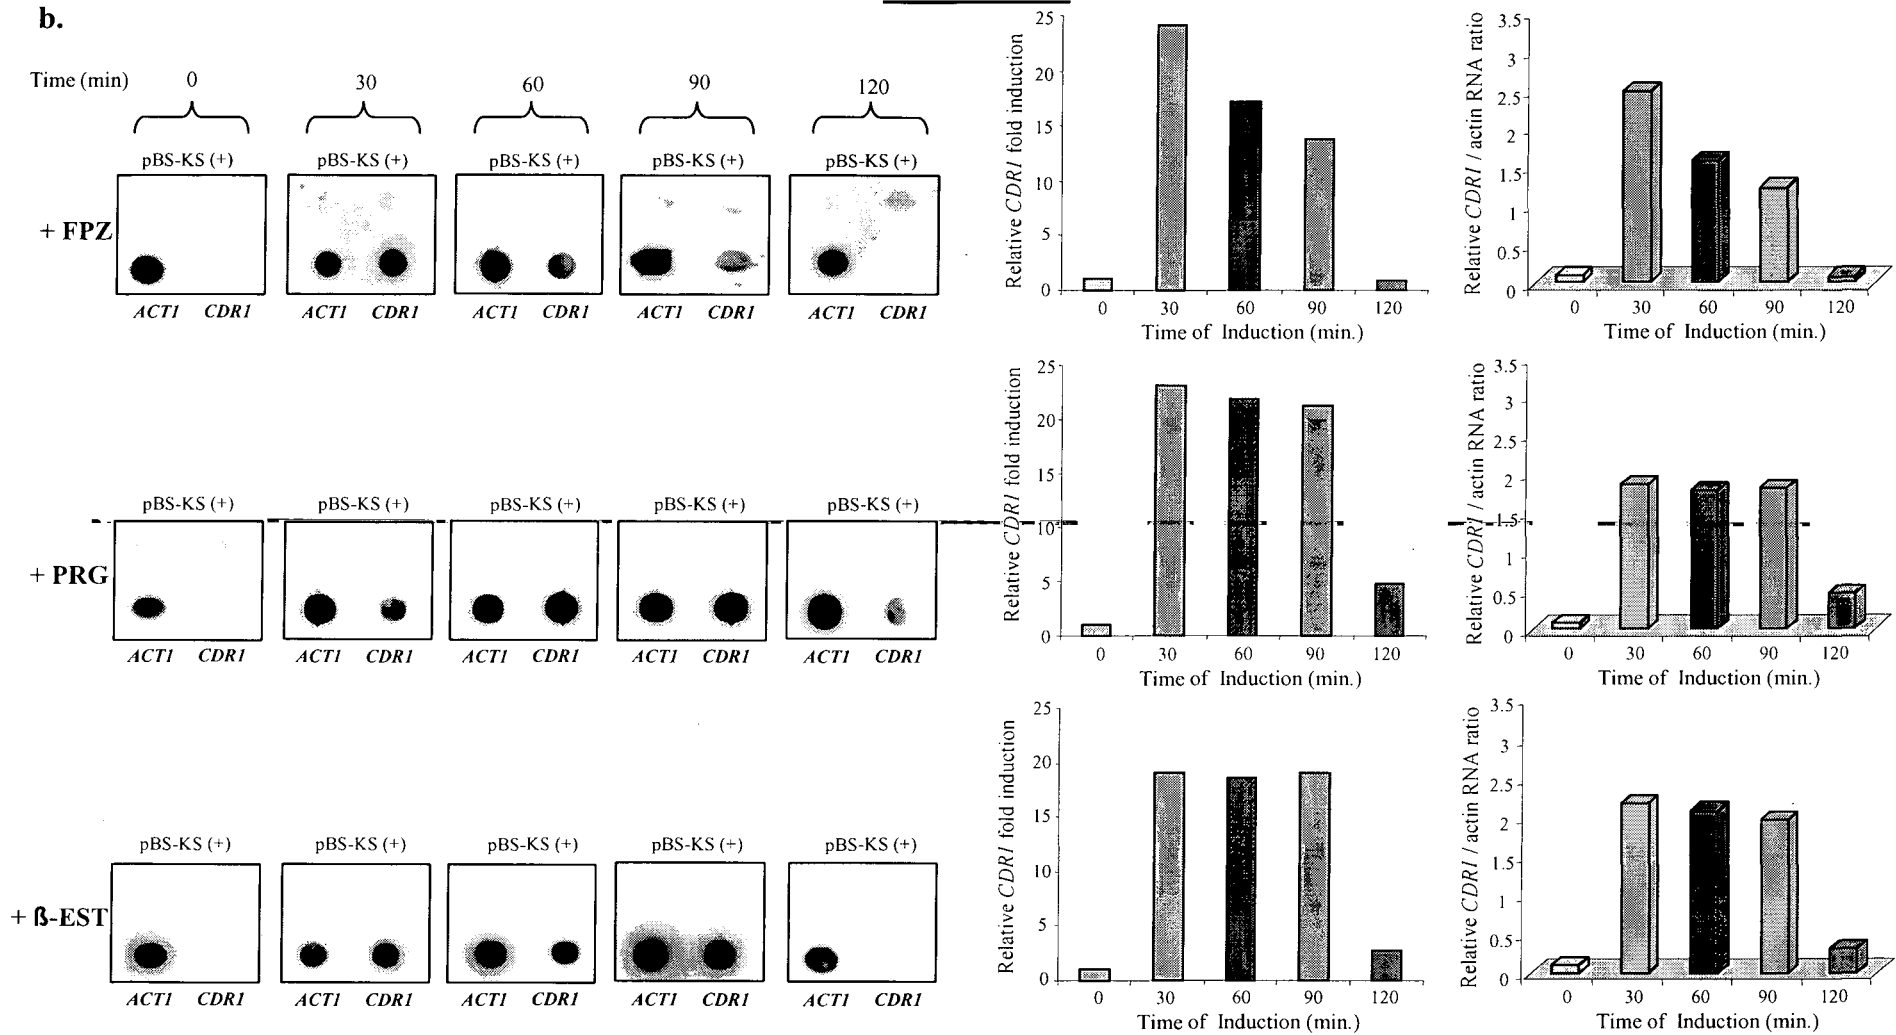 b.
Time (min) 0 30 60 90 120
pBS-KS (+) pBS-KS (+) pBS-KS (+) pBS-KS (+) pBS-KS (+)
+ FPZ
ACT1 CDR1 ACT1 CDR1 ACT1 CDR1 ACT1 CDR1 ACT1 CDR1
Relative CDR1 fold induction
25
20
15
10
5
0
0 30 60 90 120
Time of Induction (min.)
Relative CDR1 / actin RNA ratio
3.5
3
2.5
2
1.5
1
0.5
0
0 30 60 90 120
Time of Induction (min.)
pBS-KS (+) pBS-KS (+) pBS-KS (+) pBS-KS (+) pBS-KS (+)
+ PRG
ACT1 CDR1 ACT1 CDR1 ACT1 CDR1 ACT1 CDR1 ACT1 CDR1
Relative CDR1 fold induction
25
20
15
10
5
0
0 30 60 90 120
Time of Induction (min.)
Relative CDR1 / actin RNA ratio
3.5
3
2.5
2
1.5
1
0.5
0
0 30 60 90 120
Time of Induction (min.)
pBS-KS (+) pBS-KS (+) pBS-KS (+) pBS-KS (+) pBS-KS (+)
+ ß-EST
ACT1 CDR1 ACT1 CDR1 ACT1 CDR1 ACT1 CDR1 ACT1 CDR1
Relative CDR1 fold induction
25
20
15
10
5
0
0 30 60 90 120
Time of Induction (min.)
Relative CDR1 / actin RNA ratio
3.5
3
2.5
2
1.5
1
0.5
0
0 30 60 90 120
Time of Induction (min.)